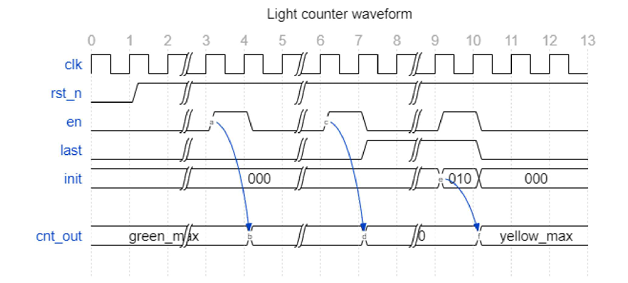 Light counter waveform
0 1 2 3 4 5 6 7 8 9 10 11 12 13
clk
rst_n
en a c
last
init 000 e 010 000
cnt_out green_max b d 0 f yellow_max